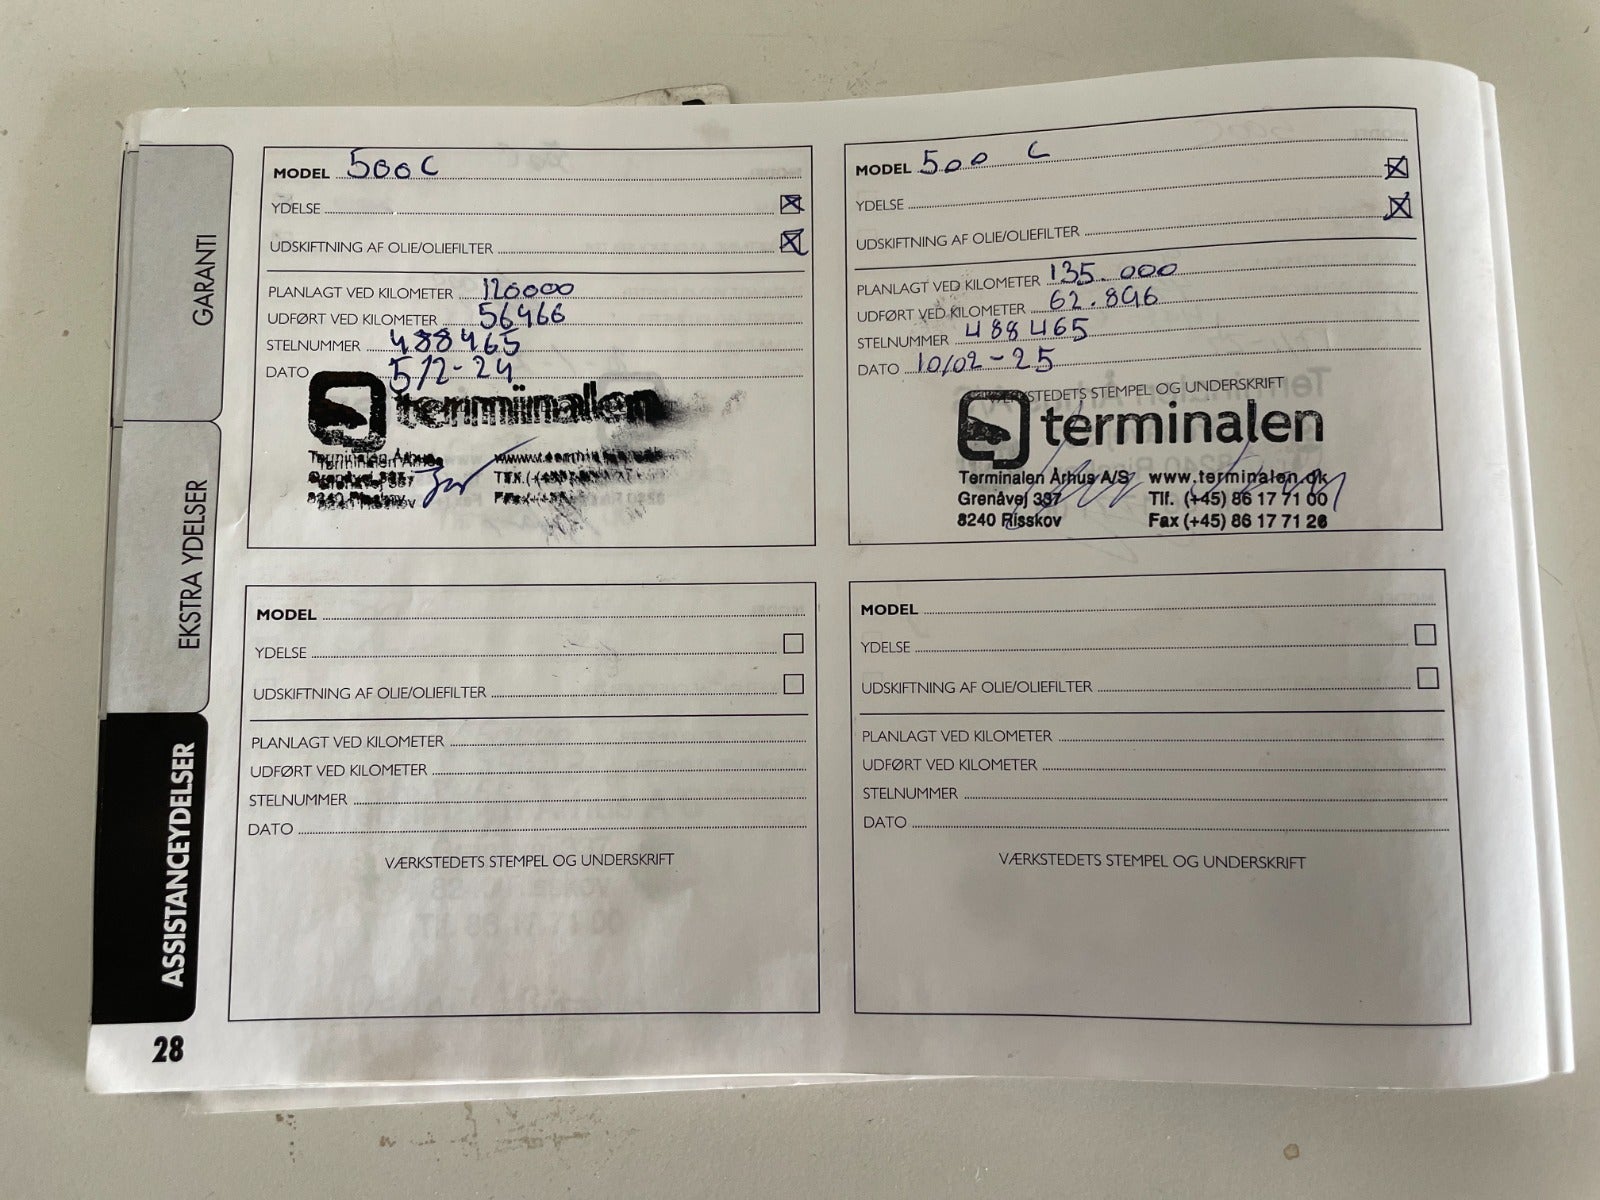 GARANTI
EKSTRA YDELSER
ASSISTANCEYDELSER
28
MODEL 500C
YDELSE
UDSKIFTNING AF OLIE/OLIEFILTER
PLANLAGT VED KILOMETER 120000
UDFØRT VED KILOMETER 56466
STELNUMMER 488465
DATO 5/2-24
terminalen
Grenåvej 337
8240 Risskov
MODEL 500 C
YDELSE
UDSKIFTNING AF OLIE/OLIEFILTER
PLANLAGT VED KILOMETER 135.000
UDFØRT VED KILOMETER 62.896
STELNUMMER 488465
DATO 10/02-25
VÆRKSTEDETS STEMPEL OG UNDERSKRIFT
terminalen
Terminalen Århus A/S www.terminalen.dk
Grenåvej 337 Tlf. (+45) 86 17 71 00
8240 Risskov Fax (+45) 86 17 71 26
MODEL
YDELSE
UDSKIFTNING AF OLIE/OLIEFILTER
PLANLAGT VED KILOMETER
UDFØRT VED KILOMETER
STELNUMMER
DATO
VÆRKSTEDETS STEMPEL OG UNDERSKRIFT
MODEL
YDELSE
UDSKIFTNING AF OLIE/OLIEFILTER
PLANLAGT VED KILOMETER
UDFØRT VED KILOMETER
STELNUMMER
DATO
VÆRKSTEDETS STEMPEL OG UNDERSKRIFT